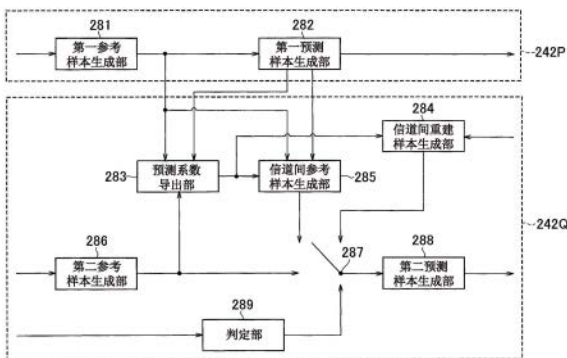 281
第一参考
样本生成部
282
第一预测
样本生成部
242P
284
信道间重建
样本生成部
283
预测系数
导出部
信道间参考
样本生成部
285
242Q
286
第二参考
样本生成部
287
288
第二预测
样本生成部
289
判定部